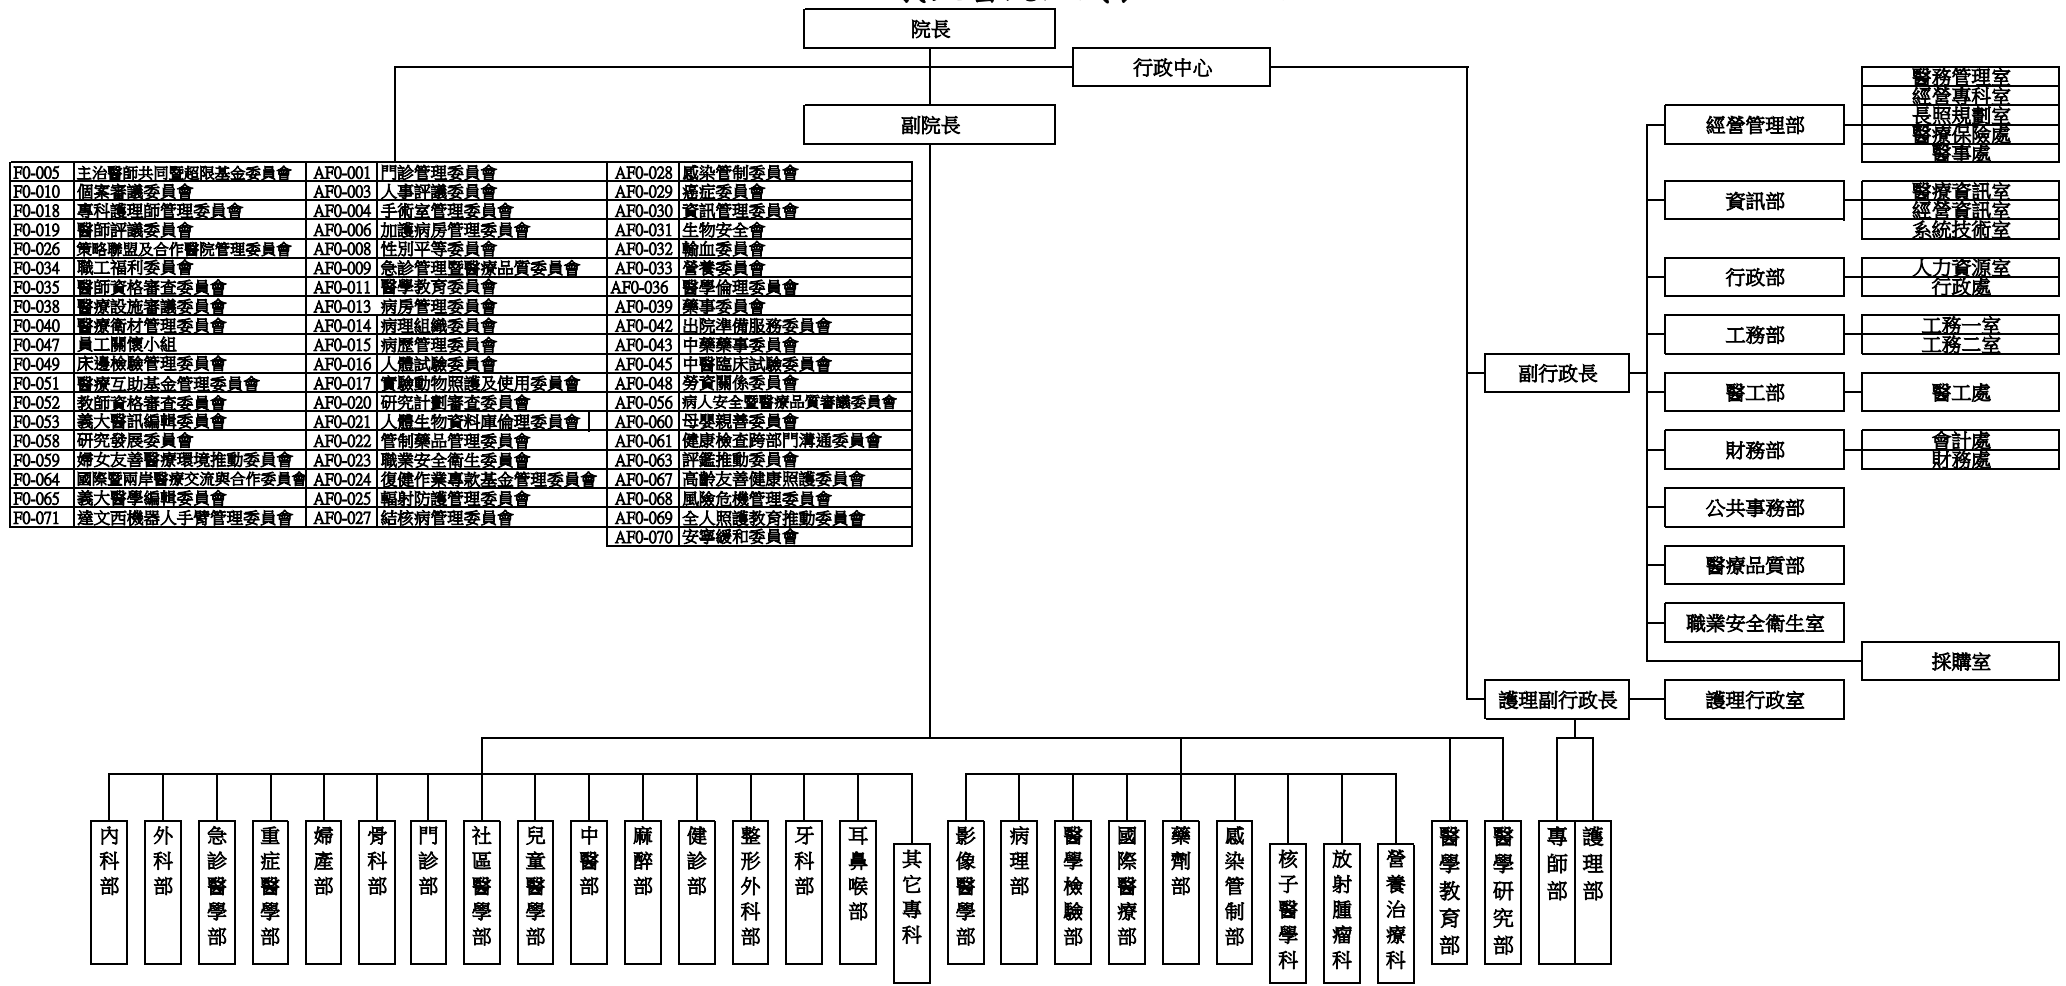 院長
行政中心
副院長
F0-005 主治醫師共同暨超限基金委員會 AF0-001 門診管理委員會 AF0-028 感染管制委員會
F0-010 個案審議委員會 AF0-003 人事評議委員會 AF0-029 癌症委員會
F0-018 專科護理師管理委員會 AF0-004 手術室管理委員會 AF0-030 資訊管理委員會
F0-019 醫師評議委員會 AF0-006 加護病房管理委員會 AF0-031 生物安全會
F0-026 策略聯盟及合作醫院管理委員會 AF0-008 性別平等委員會 AF0-032 輸血委員會
F0-034 職工福利委員會 AF0-009 急診管理暨醫療品質委員會 AF0-033 營養委員會
F0-035 醫師資格審查委員會 AF0-011 醫學教育委員會 AF0-036 醫學倫理委員會
F0-038 醫療設施審議委員會 AF0-013 病房管理委員會 AF0-039 藥事委員會
F0-040 醫療衛材管理委員會 AF0-014 病理組織委員會 AF0-042 出院準備服務委員會
F0-047 員工關懷小組 AF0-015 病歷管理委員會 AF0-043 中藥藥事委員會
F0-049 床邊檢驗管理委員會 AF0-016 人體試驗委員會 AF0-045 中醫臨床試驗委員會
F0-051 醫療互助基金管理委員會 AF0-017 實驗動物照護及使用委員會 AF0-048 勞資關係委員會
F0-052 教師資格審查委員會 AF0-020 研究計劃審查委員會 AF0-056 病人安全暨醫療品質審議委員會
F0-053 義大醫訊編輯委員會 AF0-021 人體生物資料庫倫理委員會 AF0-060 母嬰親善委員會
F0-058 研究發展委員會 AF0-022 管制藥品管理委員會 AF0-061 健康檢查跨部門溝通委員會
F0-059 婦女友善醫療環境推動委員會 AF0-023 職業安全衛生委員會 AF0-063 評鑑推動委員會
F0-064 國際暨兩岸醫療交流與合作委員會 AF0-024 復健作業專款基金管理委員會 AF0-067 高齡友善健康照護委員會
F0-065 義大醫學編輯委員會 AF0-025 輻射防護管理委員會 AF0-068 風險危機管理委員會
F0-071 達文西機器人手臂管理委員會 AF0-027 結核病管理委員會 AF0-069 全人照護教育推動委員會
AF0-070 安寧緩和委員會
副行政長
經營管理部
醫務管理室
經營專科室
長照規劃室
醫療保險處
醫事處
資訊部
醫療資訊室
經營資訊室
系統技術室
行政部
人力資源室
行政處
工務部
工務一室
工務二室
醫工部
醫工處
財務部
會計處
財務處
公共事務部
醫療品質部
職業安全衛生室
採購室
護理副行政長
護理行政室
內科部
外科部
急診醫學部
重症醫學部
婦產部
骨科部
門診部
社區醫學部
兒童醫學部
中醫部
麻醉部
健診部
整形外科部
牙科部
耳鼻喉部
其它專科
影像醫學部
病理部
醫學檢驗部
國際醫療部
藥劑部
感染管制部
核子醫學科
放射腫瘤科
營養治療科
醫學教育部
醫學研究部
專師部
護理部